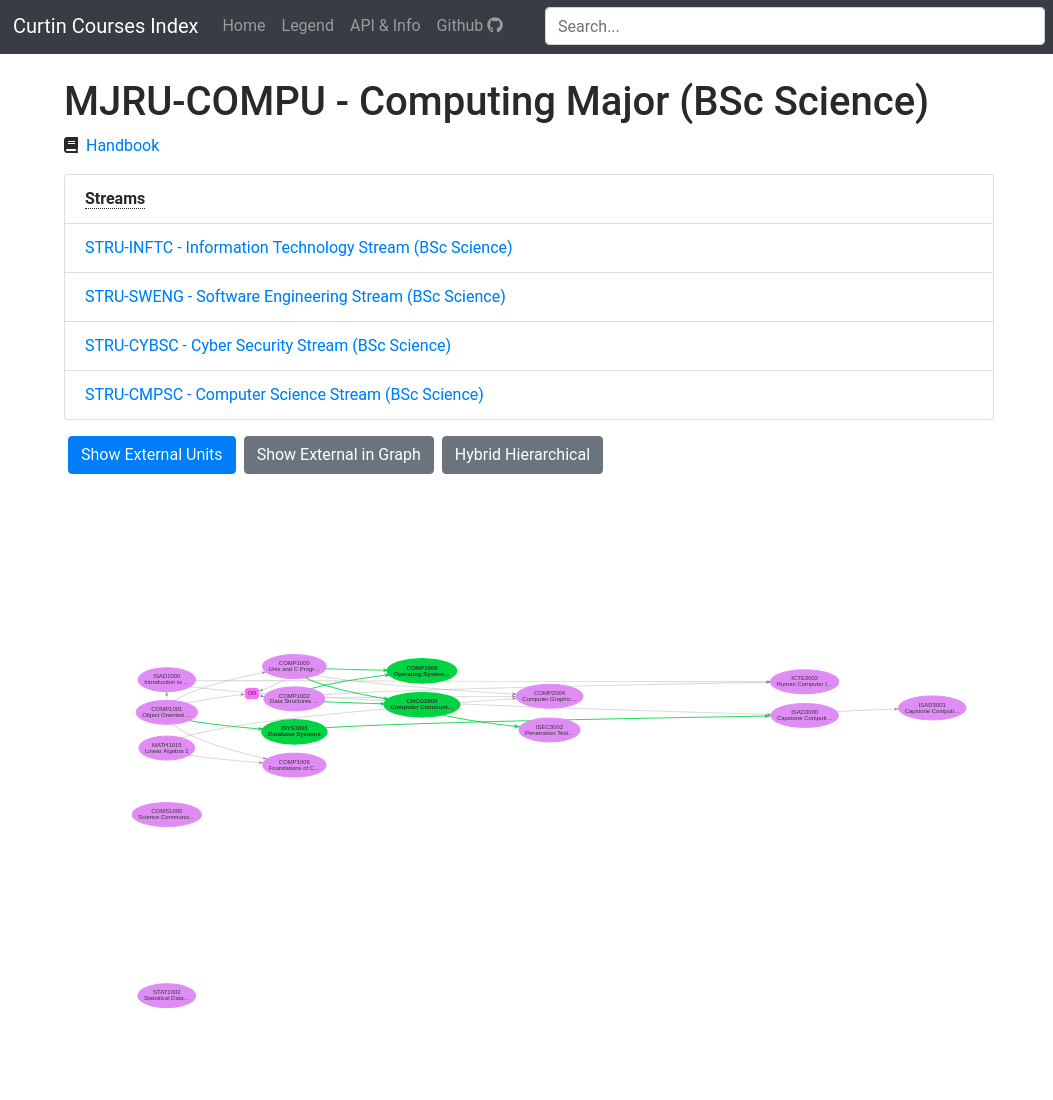 Curtin Courses Index Home Legend API & Info Github Search...
MJRU-COMPU - Computing Major (BSc Science)
Handbook
Streams
STRU-INFTC - Information Technology Stream (BSc Science)
STRU-SWENG - Software Engineering Stream (BSc Science)
STRU-CYBSC - Cyber Security Stream (BSc Science)
STRU-CMPSC - Computer Science Stream (BSc Science)
Show External Units Show External in Graph Hybrid Hierarchical
ISAD1000
Introduction to ...
COMP1001
Object Oriented ...
MATH1015
Linear Algebra 1
COMS1000
Science Communic...
STAT1002
Statistical Data...
OR
COMP1000
Unix and C Progr...
COMP1002
Data Structures ...
ISYS1001
Database Systems
COMP1006
Foundations of C...
COMP2006
Operating System...
CNCO2000
Computer Communi...
COMP2004
Computer Graphic...
ISEC3002
Penetration Test...
ICTE3002
Human Computer I...
ISAD3000
Capstone Computi...
ISAD3001
Capstone Computi...